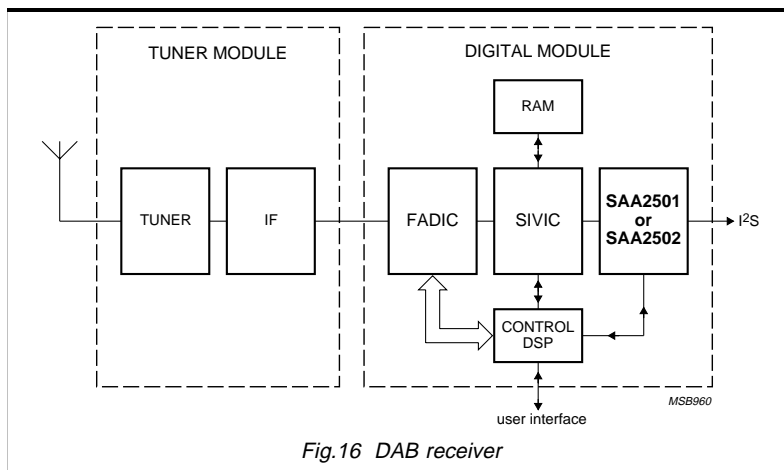 TUNER MODULE
DIGITAL MODULE
RAM
TUNER
IF
FADIC
SIVIC
SAA2501
or
SAA2502
I²S
CONTROL
DSP
MSB960
user interface
Fig.16 DAB receiver